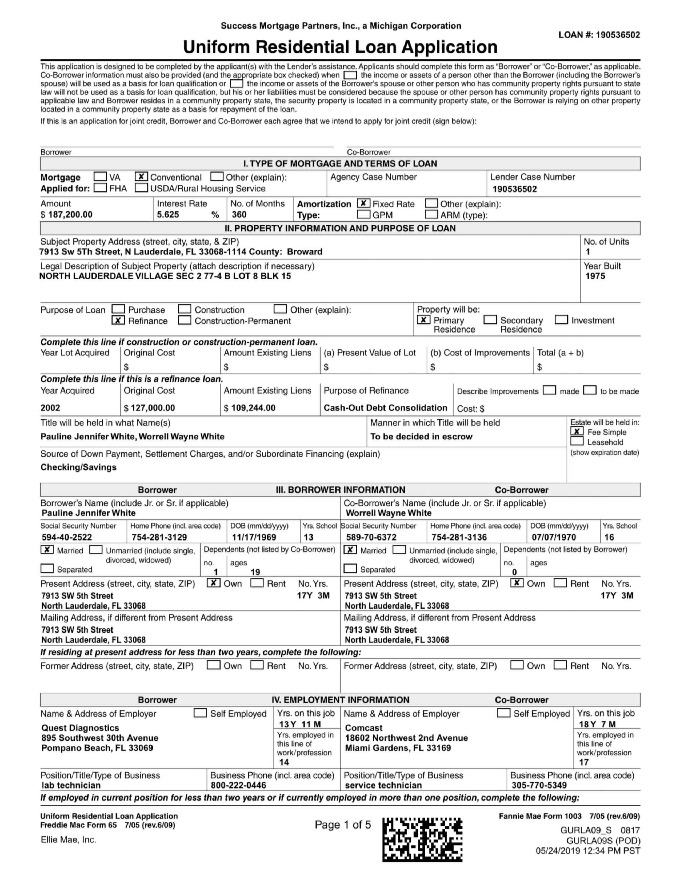 Success Mortgage Partners, Inc., a Michigan Corporation
LOAN #: 190536502
Uniform Residential Loan Application
This application is designed to be completed by the applicant(s) with the Lender's assistance. Applicants should complete this form as "Borrower" or "Co-Borrower," as applicable.
Co-Borrower information must also be provided (and the appropriate box checked) when the income or assets of a person other than the Borrower (including the Borrower's
spouse) will be used as a basis for loan qualification or the income or assets of the Borrower's spouse or other person who has community property rights pursuant to state
law will not be used as a basis for loan qualification, but his or her liabilities must be considered because the spouse or other person has community property rights pursuant to
applicable law and Borrower resides in a community property state, the security property is located in a community property state, or the Borrower is relying on other property
located in a community property state as a basis for repayment of the loan.
If this is an application for joint credit, Borrower and Co-Borrower each agree that we intend to apply for joint credit (sign below):
Borrower Co-Borrower
I. TYPE OF MORTGAGE AND TERMS OF LOAN
Mortgage VA X Conventional Other (explain): Agency Case Number Lender Case Number
Applied for: FHA USDA/Rural Housing Service 190536502
Amount Interest Rate No. of Months Amortization X Fixed Rate Other (explain):
$ 187,200.00 5.625 % 360 Type: GPM ARM (type):
II. PROPERTY INFORMATION AND PURPOSE OF LOAN
Subject Property Address (street, city, state, & ZIP) No. of Units
7913 Sw 5Th Street, N Lauderdale, FL 33068-1114 County: Broward 1
Legal Description of Subject Property (attach description if necessary) Year Built
NORTH LAUDERDALE VILLAGE SEC 2 77-4 B LOT 8 BLK 15 1975
Purpose of Loan Purchase Construction Other (explain): Property will be:
X Refinance Construction-Permanent X Primary Residence Secondary Residence Investment
Complete this line if construction or construction-permanent loan.
Year Lot Acquired Original Cost Amount Existing Liens (a) Present Value of Lot (b) Cost of Improvements Total (a + b)
$ $ $ $ $
Complete this line if this is a refinance loan.
Year Acquired Original Cost Amount Existing Liens Purpose of Refinance Describe Improvements made to be made
2002 $ 127,000.00 $ 109,244.00 Cash-Out Debt Consolidation Cost: $
Title will be held in what Name(s) Manner in which Title will be held Estate will be held in:
Pauline Jennifer White, Worrell Wayne White To be decided in escrow X Fee Simple
Leasehold
Source of Down Payment, Settlement Charges, and/or Subordinate Financing (explain) (show expiration date)
Checking/Savings
Borrower III. BORROWER INFORMATION Co-Borrower
Borrower's Name (include Jr. or Sr. if applicable) Co-Borrower's Name (include Jr. or Sr. if applicable)
Pauline Jennifer White Worrell Wayne White
Social Security Number Home Phone (incl. area code) DOB (mm/dd/yyyy) Yrs. School Social Security Number Home Phone (incl. area code) DOB (mm/dd/yyyy) Yrs. School
594-40-2522 754-281-3129 11/17/1969 13 589-70-6372 754-281-3136 07/07/1970 16
X Married Unmarried (include single, Dependents (not listed by Co-Borrower) X Married Unmarried (include single, Dependents (not listed by Borrower)
divorced, widowed) no. ages divorced, widowed) no. ages
Separated 1 19 Separated 0
Present Address (street, city, state, ZIP) X Own Rent No. Yrs. Present Address (street, city, state, ZIP) X Own Rent No. Yrs.
7913 SW 5th Street 17Y 3M 7913 SW 5th Street 17Y 3M
North Lauderdale, FL 33068 North Lauderdale, FL 33068
Mailing Address, if different from Present Address Mailing Address, if different from Present Address
7913 SW 5th Street 7913 SW 5th Street
North Lauderdale, FL 33068 North Lauderdale, FL 33068
If residing at present address for less than two years, complete the following:
Former Address (street, city, state, ZIP) Own Rent No. Yrs. Former Address (street, city, state, ZIP) Own Rent No. Yrs.
Borrower IV. EMPLOYMENT INFORMATION Co-Borrower
Name & Address of Employer Self Employed Yrs. on this job Name & Address of Employer Self Employed Yrs. on this job
13 Y 11 M 18 Y 7 M
Quest Diagnostics Yrs. employed in Comcast Yrs. employed in
895 Southwest 30th Avenue this line of 18602 Northwest 2nd Avenue this line of
Pompano Beach, FL 33069 work/profession Miami Gardens, FL 33169 work/profession
14 17
Position/Title/Type of Business Business Phone (incl. area code) Position/Title/Type of Business Business Phone (incl. area code)
lab technician 800-222-0446 service technician 305-770-5349
If employed in current position for less than two years or if currently employed in more than one position, complete the following:
Uniform Residential Loan Application Fannie Mae Form 1003 7/05 (rev.6/09)
Freddie Mac Form 65 7/05 (rev.6/09) Page 1 of 5 GURLA09_S 0817
Ellie Mae, Inc. GURLA09S (POD)
05/24/2019 12:34 PM PST